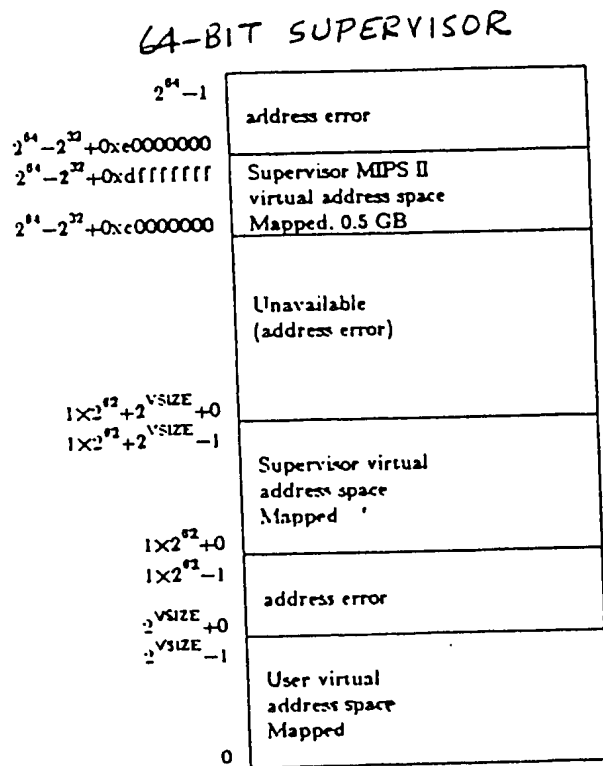 64-BIT SUPERVISOR
2^64−1
address error
2^64−2^32+0xe0000000
2^64−2^32+0xdfffffff
Supervisor MIPS II
virtual address space
Mapped. 0.5 GB
2^64−2^32+0xc0000000
Unavailable
(address error)
1×2^62+2^VSIZE+0
1×2^62+2^VSIZE−1
Supervisor virtual
address space
Mapped
1×2^62+0
1×2^62−1
address error
2^VSIZE+0
2^VSIZE−1
User virtual
address space
Mapped
0